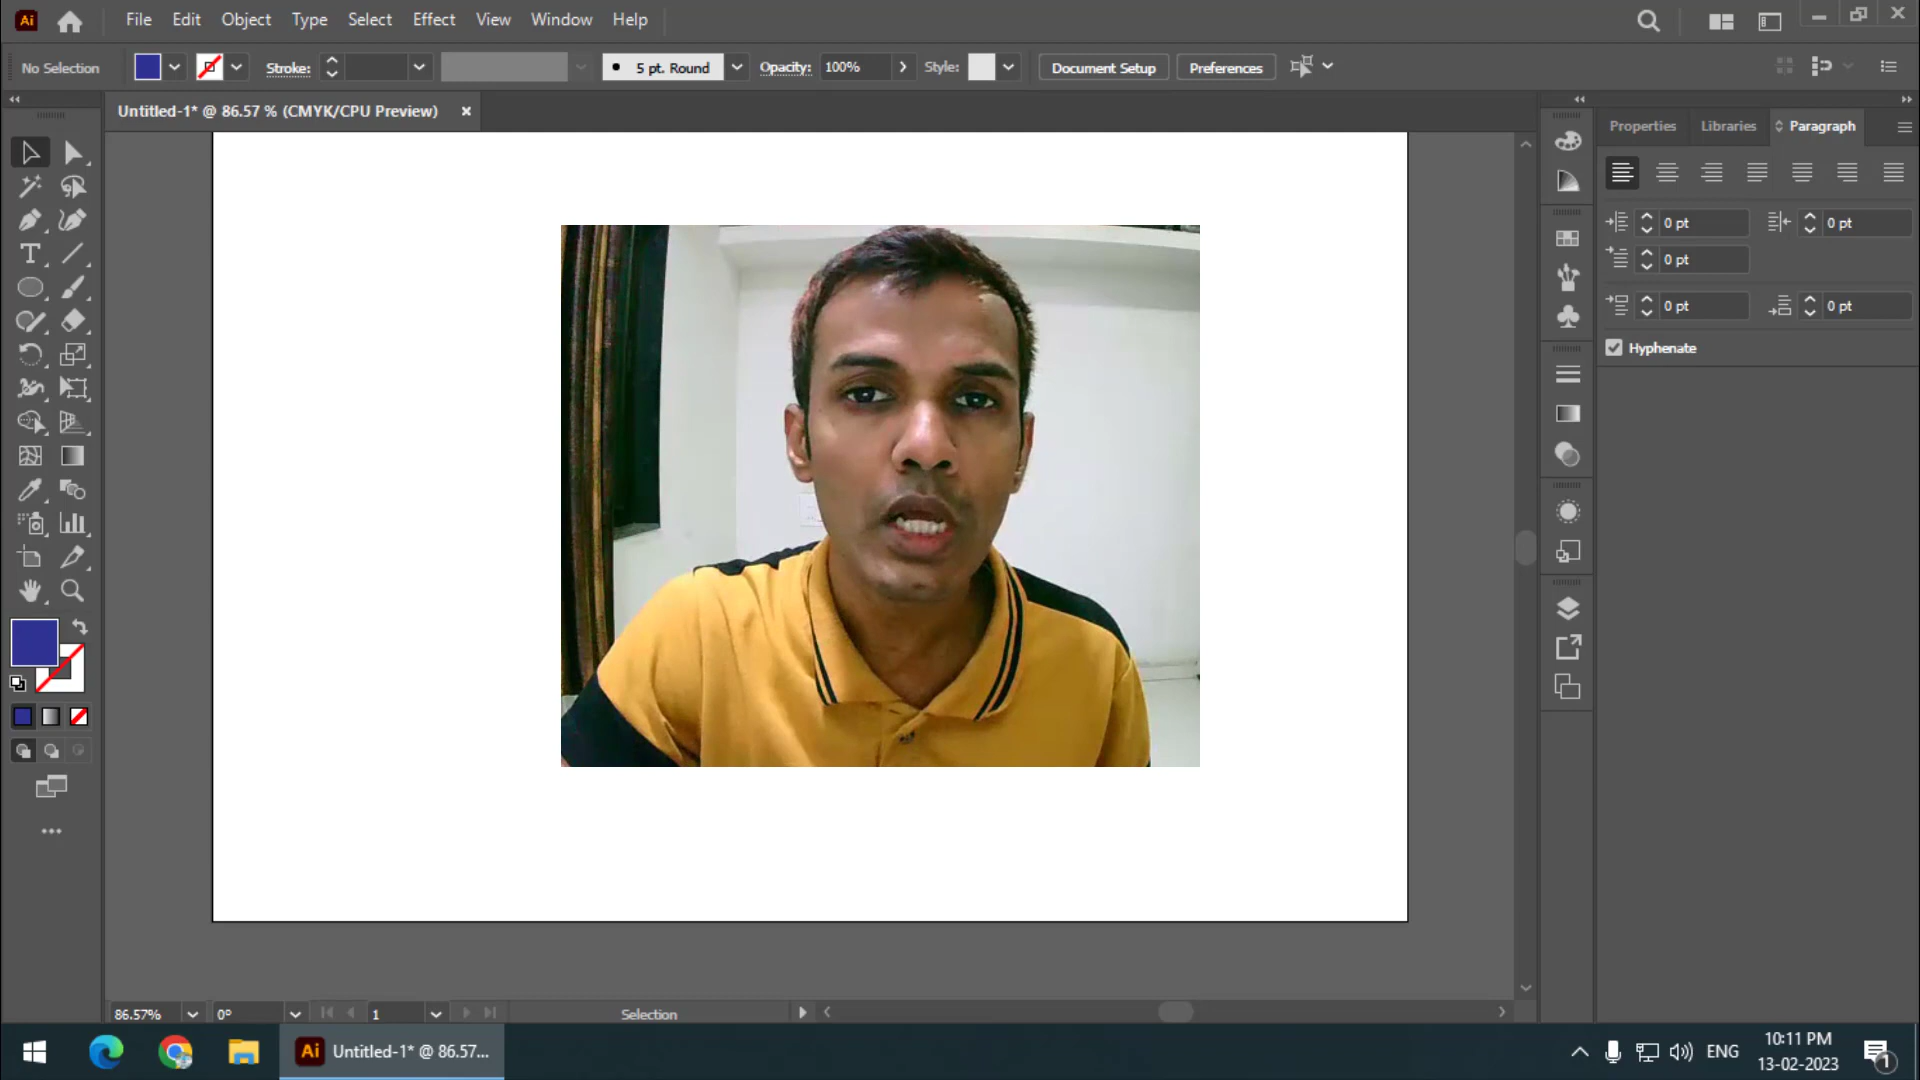 Ai
File Edit Object Type Select Effect View Window Help
No Selection Stroke: 5 pt. Round Opacity: 100% Style: Document Setup Preferences
Untitled-1* @ 86.57 % (CMYK/CPU Preview)
Properties Libraries Paragraph
0 pt 0 pt
0 pt
0 pt 0 pt
Hyphenate
86.57% 0° 1 Selection
Ai Untitled-1* @ 86.57... ENG 10:11 PM
13-02-2023
1